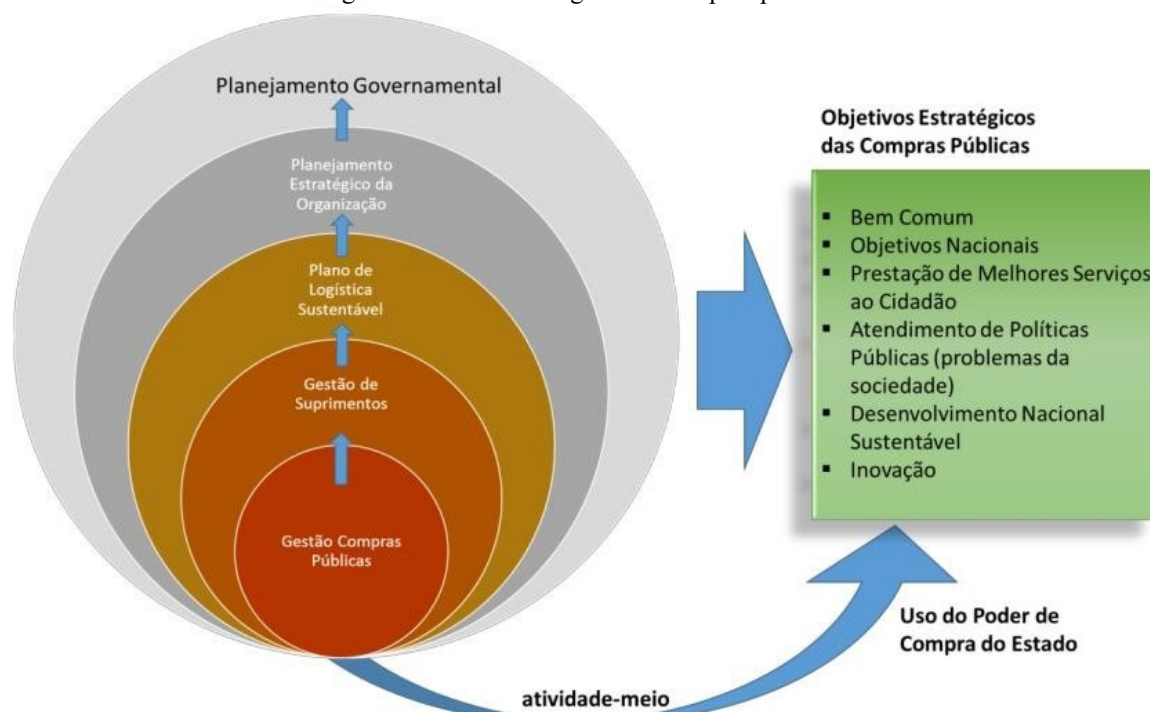 Planejamento Governamental
Planejamento
Estratégico da
Organização
Plano de
Logística
Sustentável
Gestão de
Suprimentos
Gestão Compras
Públicas
Objetivos Estratégicos
das Compras Públicas
▪ Bem Comum
▪ Objetivos Nacionais
▪ Prestação de Melhores Serviços
ao Cidadão
▪ Atendimento de Políticas
Públicas (problemas da
sociedade)
▪ Desenvolvimento Nacional
Sustentável
▪ Inovação
Uso do Poder de
Compra do Estado
atividade-meio